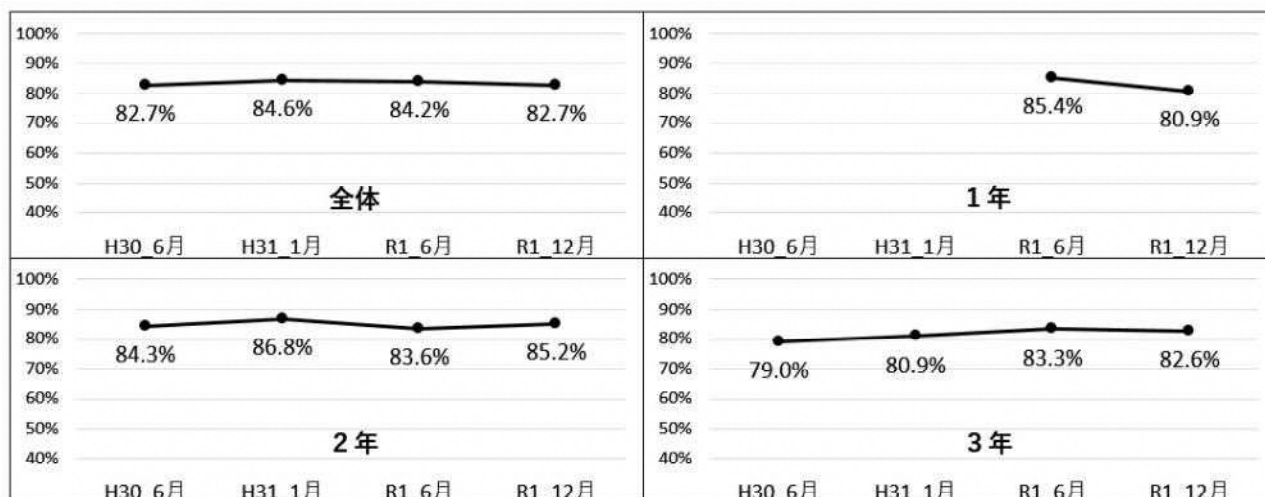 100%
90%
80%
70%
60%
50%
40%
82.7%
84.6%
84.2%
82.7%
全体
H30_6月
H31_1月
R1_6月
R1_12月
100%
90%
80%
70%
60%
50%
40%
85.4%
80.9%
1年
H30_6月
H31_1月
R1_6月
R1_12月
100%
90%
80%
70%
60%
50%
40%
84.3%
86.8%
83.6%
85.2%
2年
H30_6月
H31_1月
R1_6月
R1_12月
100%
90%
80%
70%
60%
50%
40%
79.0%
80.9%
83.3%
82.6%
3年
H30_6月
H31_1月
R1_6月
R1_12月